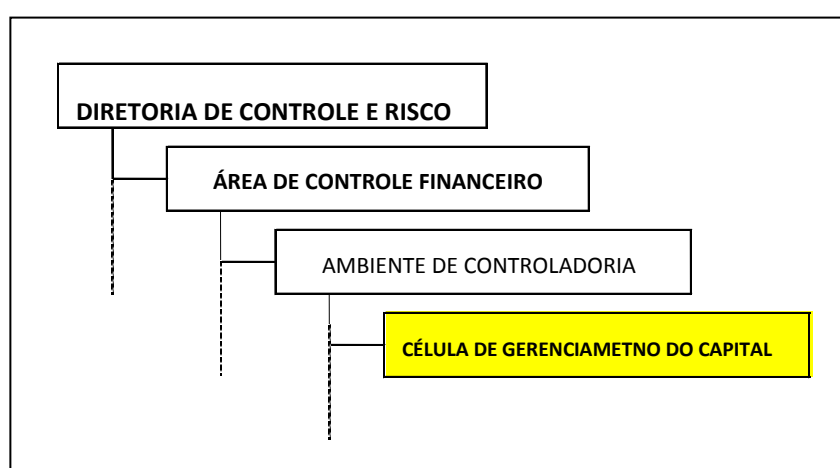 DIRETORIA DE CONTROLE E RISCO
ÁREA DE CONTROLE FINANCEIRO
AMBIENTE DE CONTROLADORIA
CÉLULA DE GERENCIAMETNO DO CAPITAL